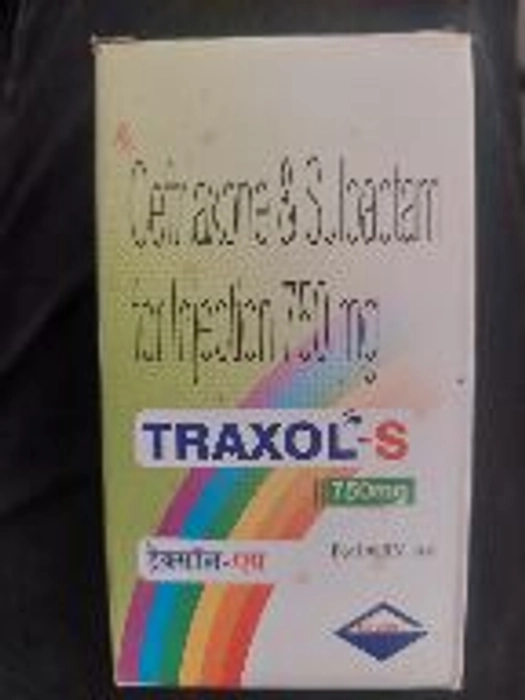 Ceftriaxone & Sulbactam
for Injection 750 mg
TRAXOL-S
750mg
ट्रैक्सॉल-एस